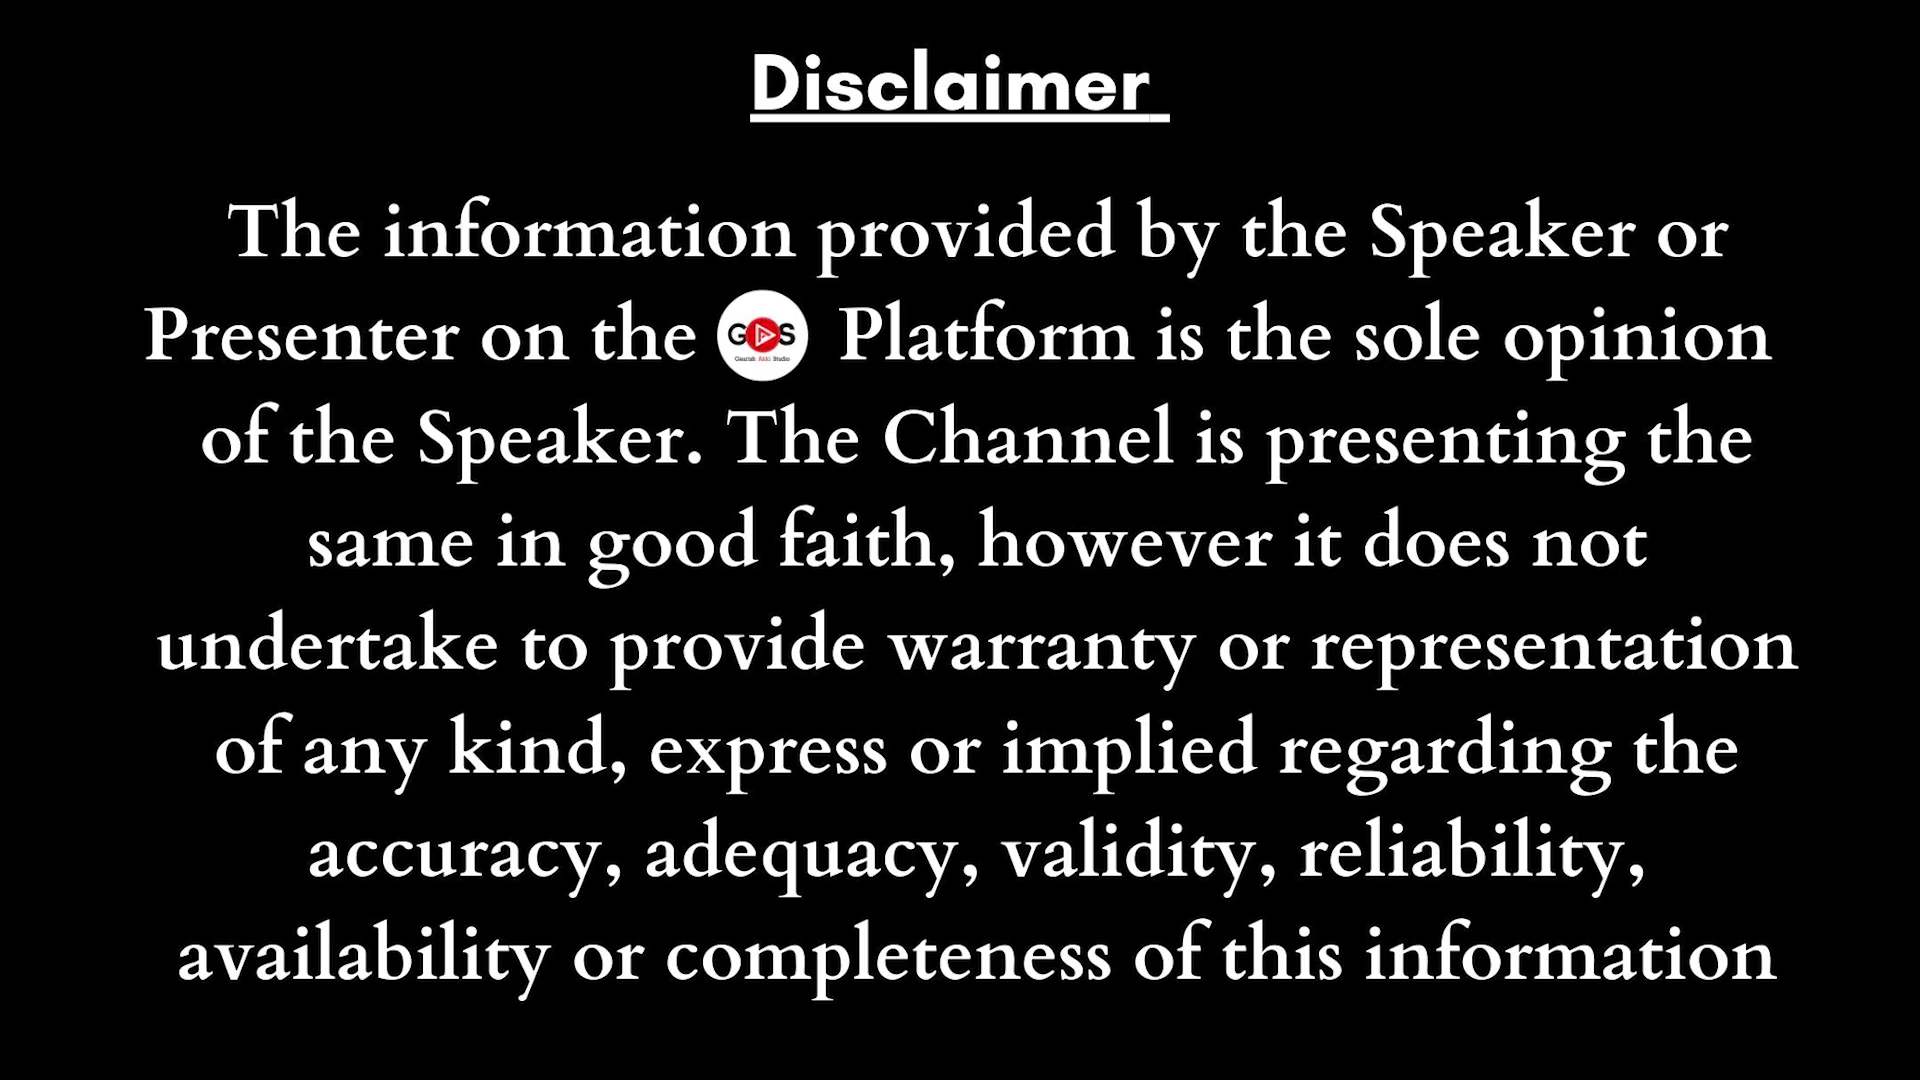 Disclaimer
The information provided by the Speaker or
Presenter on the GAS Platform is the sole opinion
of the Speaker. The Channel is presenting the
same in good faith, however it does not
undertake to provide warranty or representation
of any kind, express or implied regarding the
accuracy, adequacy, validity, reliability,
availability or completeness of this information